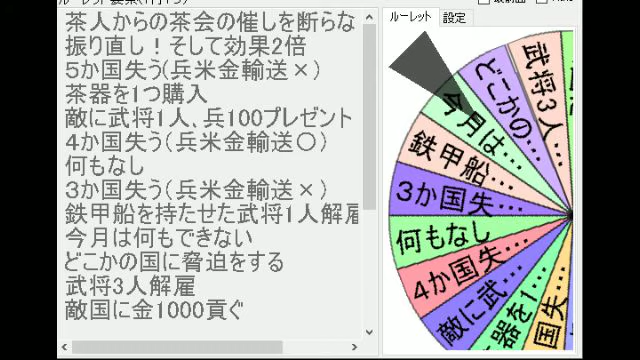 茶人からの茶会の催しを断らな
振り直し！そして効果2倍
5か国失う(兵米金輸送×)
茶器を1つ購入
敵に武将1人、兵100プレゼント
4か国失う(兵米金輸送〇)
何もなし
3か国失う(兵米金輸送×)
鉄甲船を持たせた武将1人解雇
今月は何もできない
どこかの国に脅迫をする
武将3人解雇
敵国に金1000貢ぐ
ルーレット
設定
武将3人…
どこかの…
今月は…
鉄甲船…
3か国失…
何もなし
4か国失…
敵に武…
器を1…
国失…